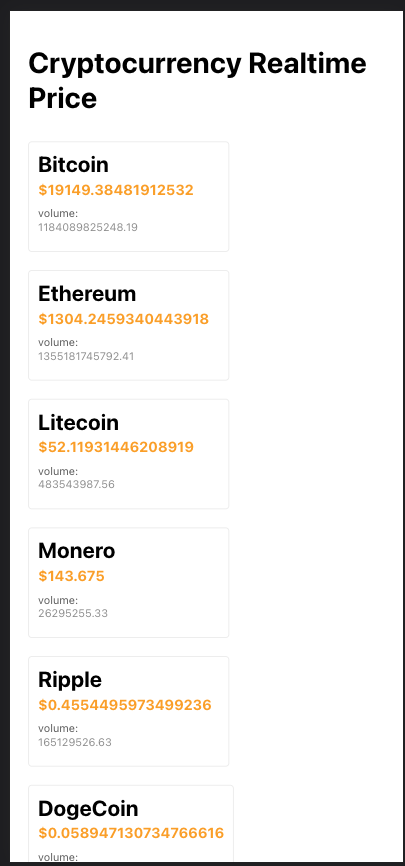 Cryptocurrency Realtime
Price
Bitcoin
$19149.38481912532
volume:
1184089825248.19
Ethereum
$1304.2459340443918
volume:
1355181745792.41
Litecoin
$52.11931446208919
volume:
483543987.56
Monero
$143.675
volume:
26295255.33
Ripple
$0.4554495973499236
volume:
165129526.63
DogeCoin
$0.058947130734766616
volume: